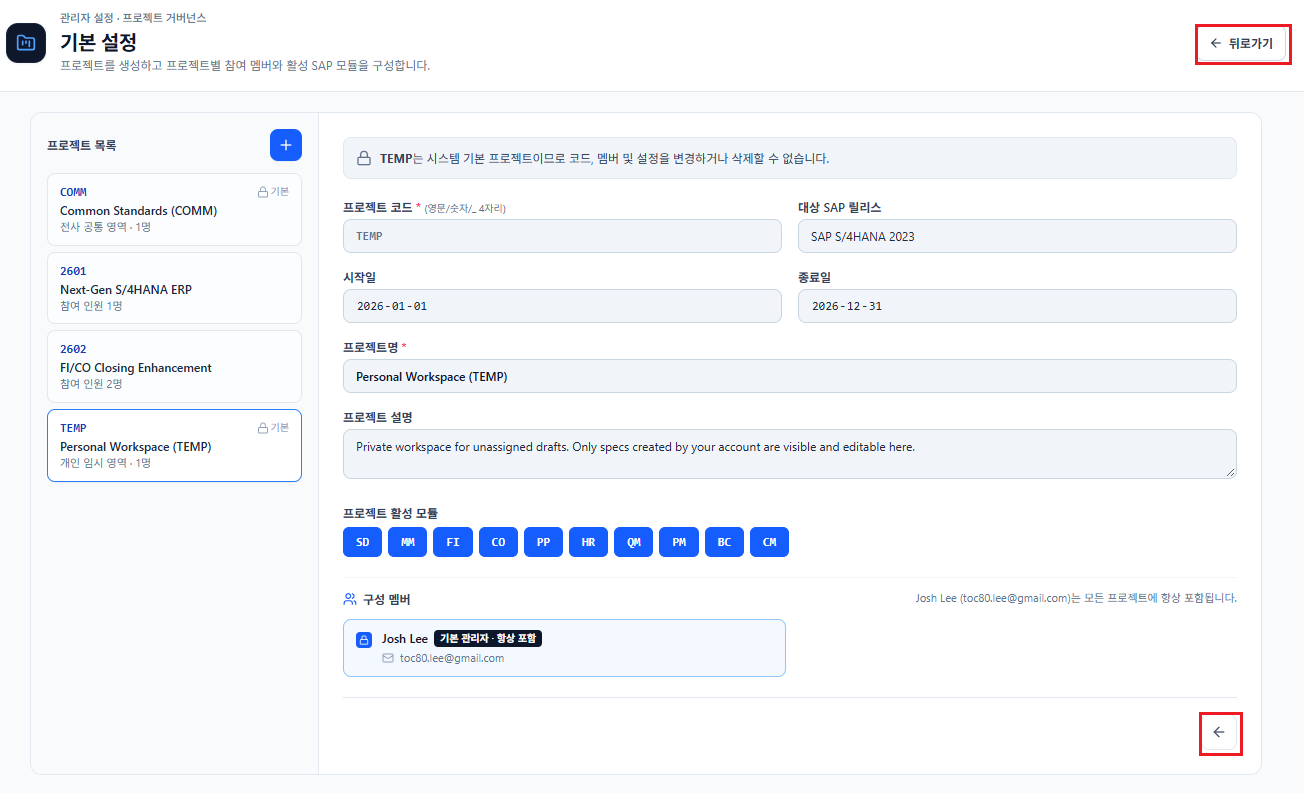 관리자 설정 · 프로젝트 거버넌스
기본 설정
프로젝트를 생성하고 프로젝트별 참여 멤버와 활성 SAP 모듈을 구성합니다.
뒤로가기
프로젝트 목록
COMM 기본
Common Standards (COMM)
전사 공통 영역 · 1명
2601
Next-Gen S/4HANA ERP
참여 인원 1명
2602
FI/CO Closing Enhancement
참여 인원 2명
TEMP 기본
Personal Workspace (TEMP)
개인 임시 영역 · 1명
TEMP는 시스템 기본 프로젝트이므로 코드, 멤버 및 설정을 변경하거나 삭제할 수 없습니다.
프로젝트 코드 * (영문/숫자/_ 4자리)
TEMP
대상 SAP 릴리스
SAP S/4HANA 2023
시작일
2026-01-01
종료일
2026-12-31
프로젝트명 *
Personal Workspace (TEMP)
프로젝트 설명
Private workspace for unassigned drafts. Only specs created by your account are visible and editable here.
프로젝트 활성 모듈
SD MM FI CO PP HR QM PM BC CM
구성 멤버
Josh Lee (toc80.lee@gmail.com)는 모든 프로젝트에 항상 포함됩니다.
Josh Lee 기본 관리자 · 항상 포함
toc80.lee@gmail.com